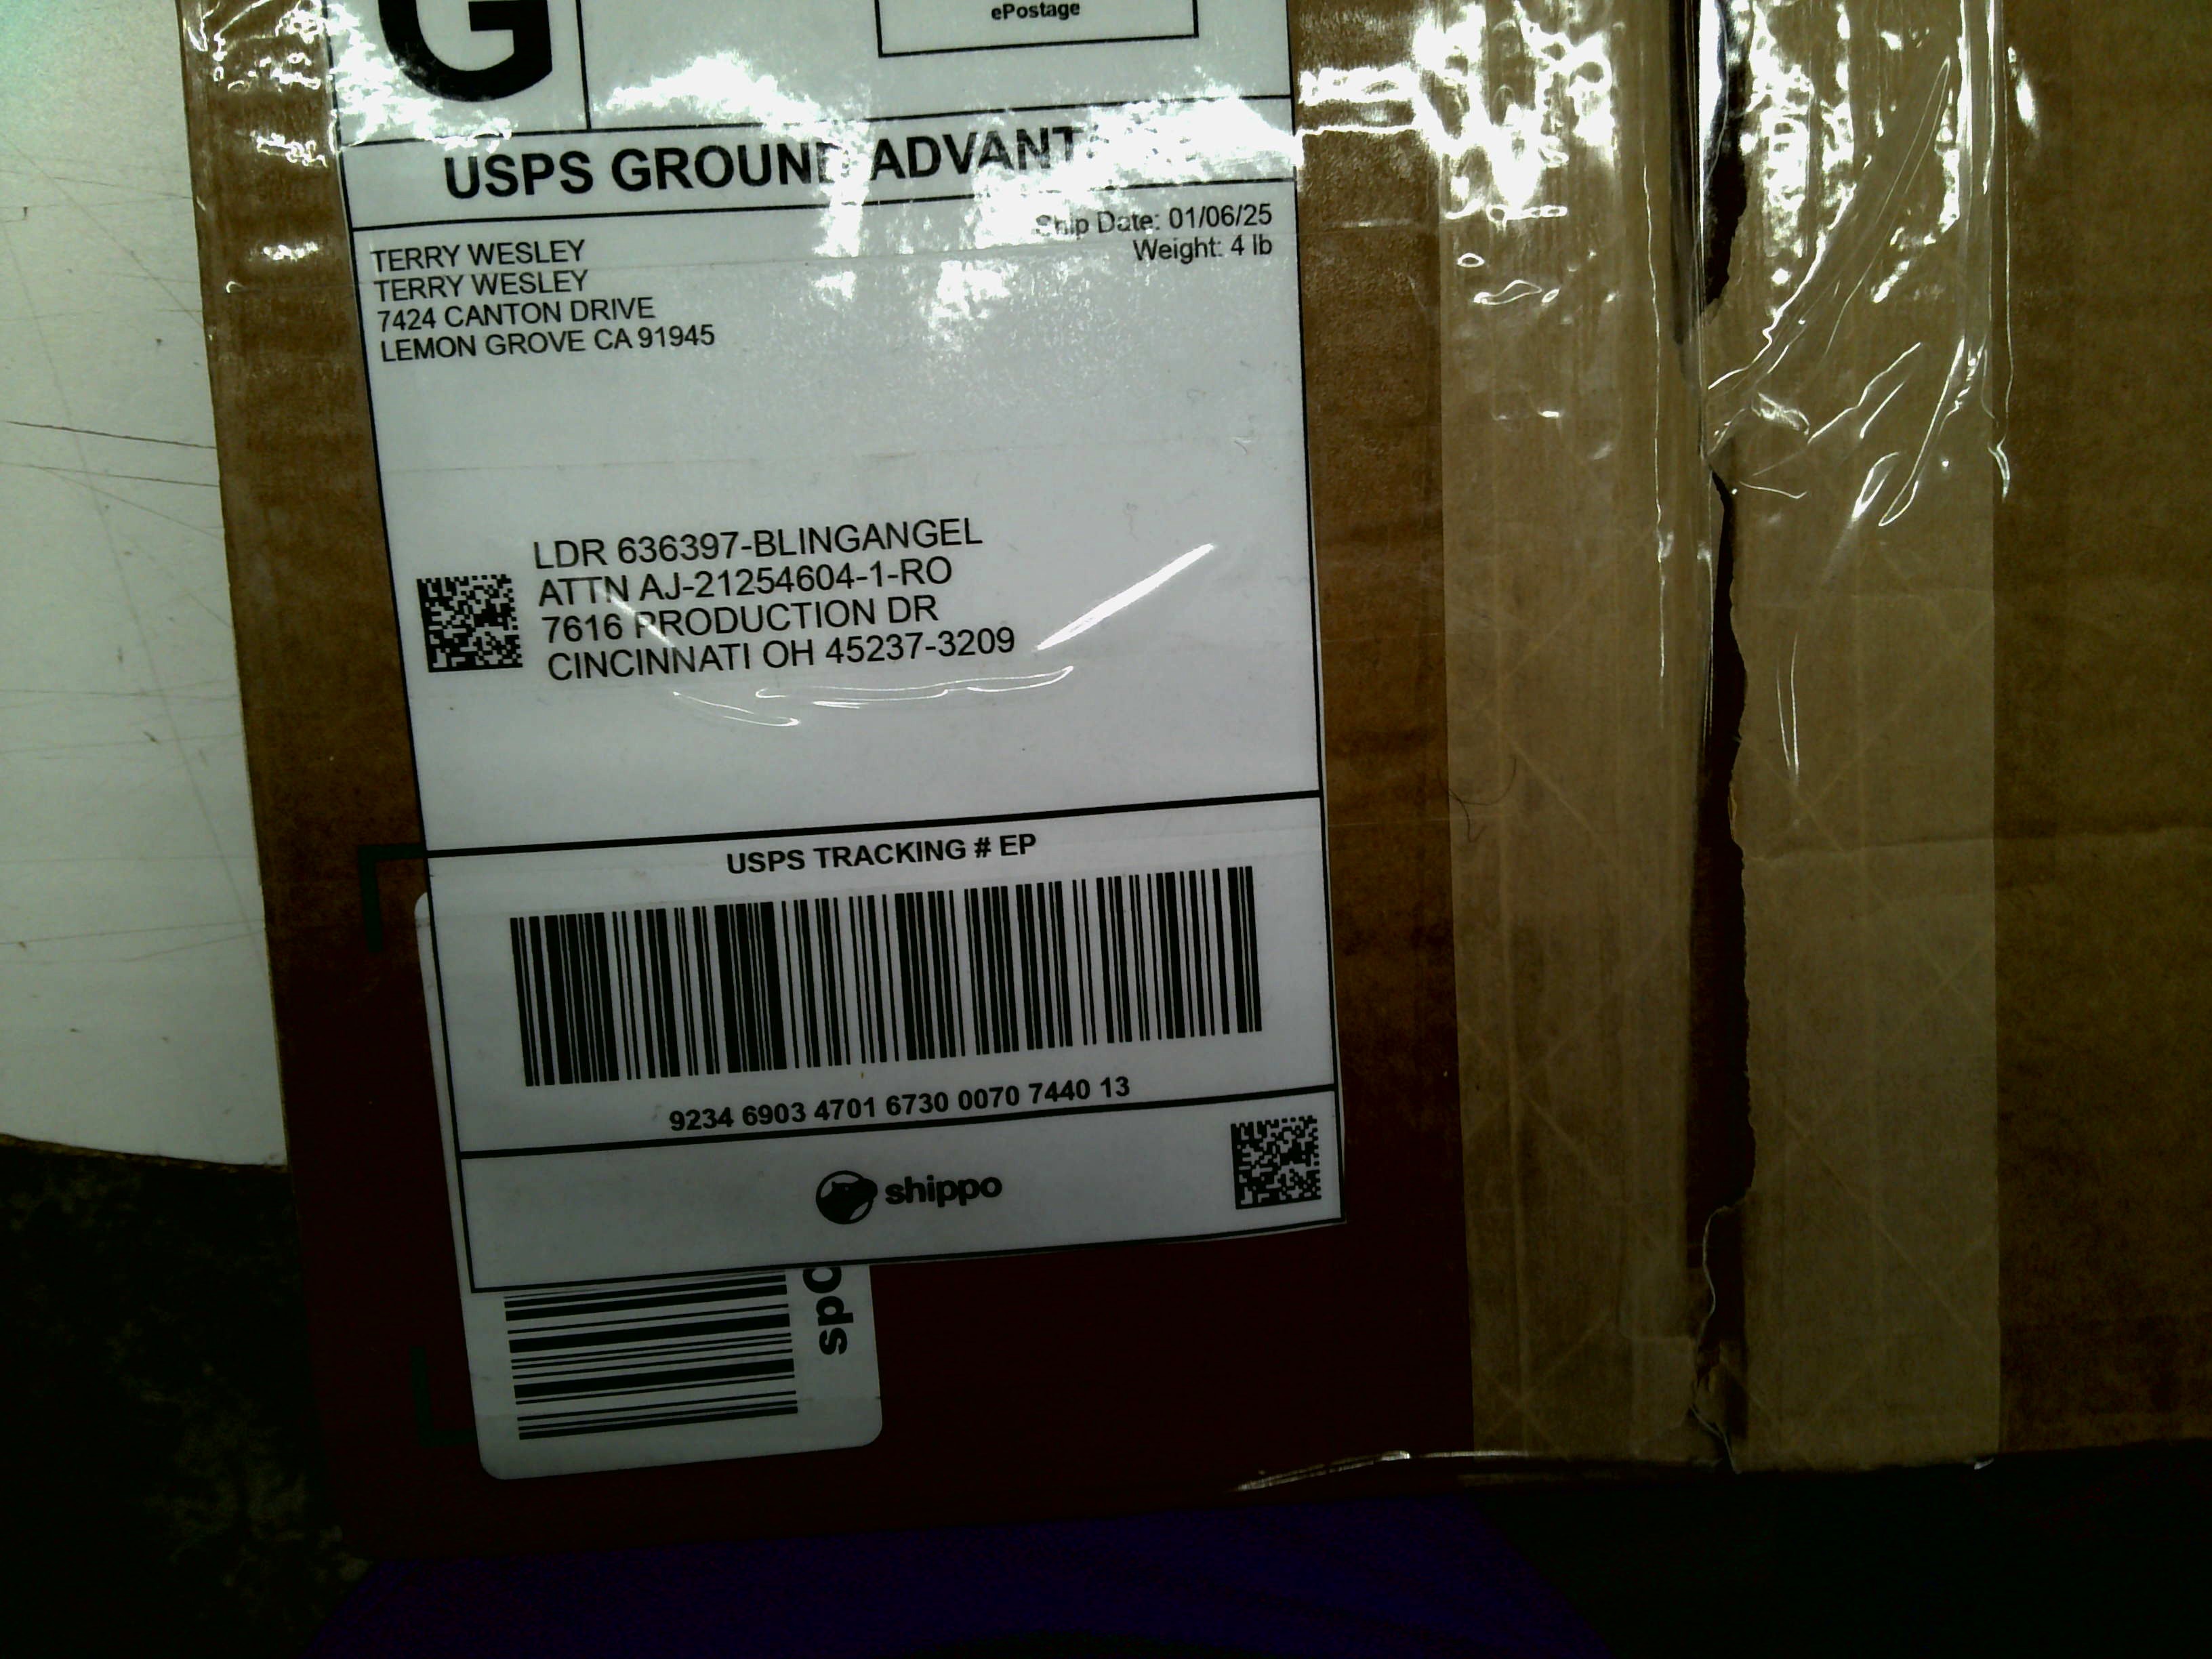 G
ePostage
USPS GROUND ADVANT
Ship Date: 01/06/25
Weight: 4 lb
TERRY WESLEY
TERRY WESLEY
7424 CANTON DRIVE
LEMON GROVE CA 91945
LDR 636397-BLINGANGEL
ATTN AJ-21254604-1-RO
7616 PRODUCTION DR
CINCINNATI OH 45237-3209
USPS TRACKING # EP
9234 6903 4701 6730 0070 7440 13
shippo